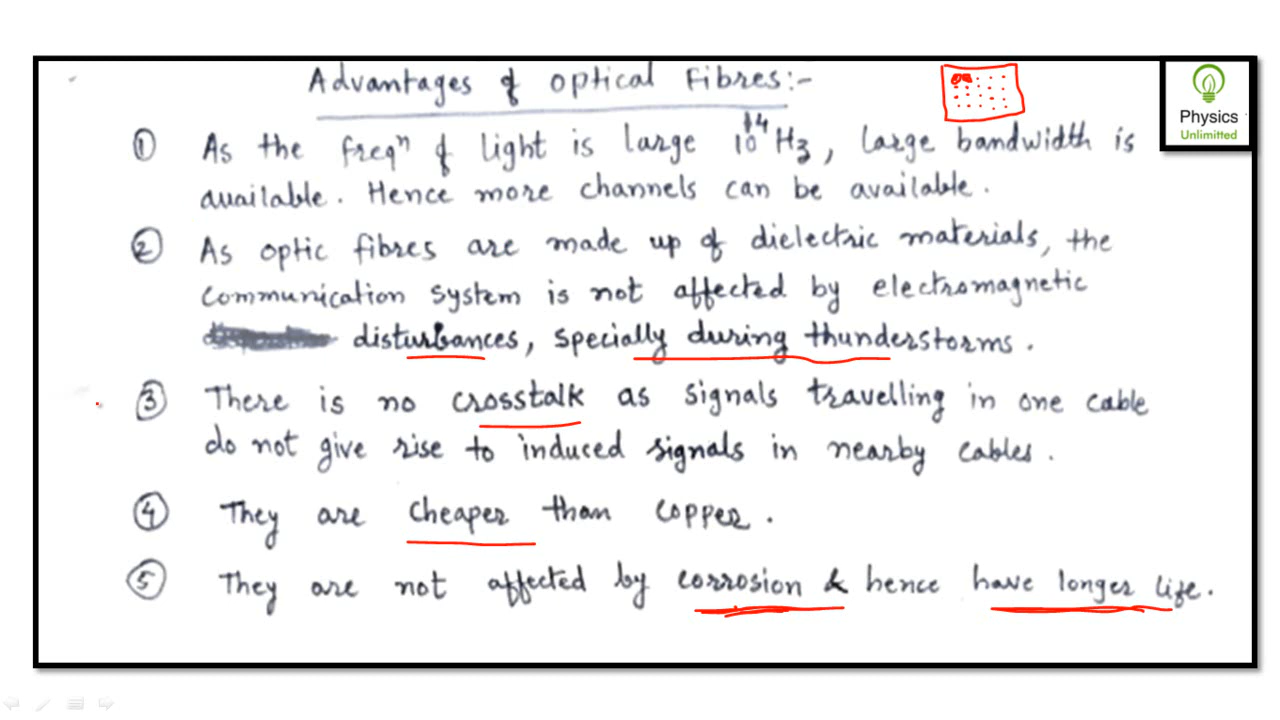 Advantages of Optical Fibres:-
Physics
Unlimitted
① As the freqⁿ of light is large 10¹⁴ Hz, large bandwidth is
available. Hence more channels can be available.
② As optic fibres are made up of dielectric materials, the
communication system is not affected by electromagnetic
disturbances, specially during thunderstorms.
③ There is no crosstalk as signals travelling in one cable
do not give rise to induced signals in nearby cables.
④ They are cheaper than copper.
⑤ They are not affected by corrosion & hence have longer life.